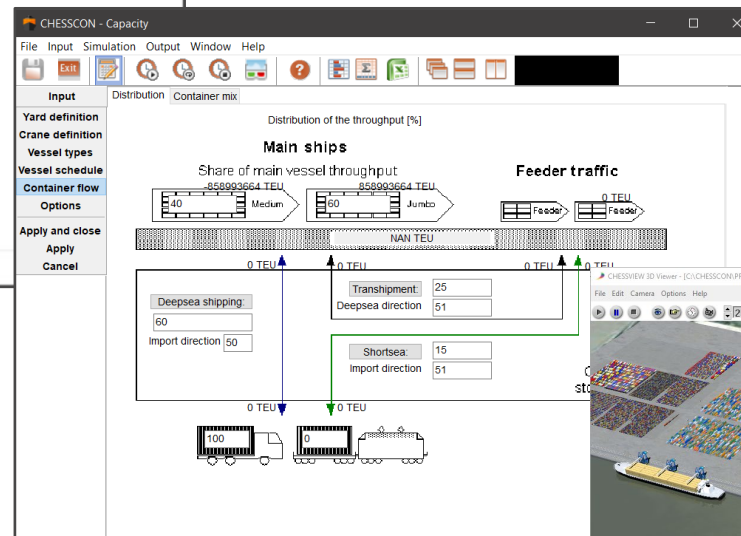 CHESSCON - Capacity
File Input Simulation Output Window Help
Exit
Input
Yard definition
Crane definition
Vessel types
Vessel schedule
Container flow
Options
Apply and close
Apply
Cancel
Distribution Container mix
Distribution of the throughput [%]
Main ships
Share of main vessel throughput
Feeder traffic
-858993664 TEU 858993664 TEU 0 TEU
40 Medium 60 Jumbo Feeder Feeder
NAN TEU
0 TEU 0 TEU 0 TEU 0 TEU
Deepsea shipping:
60
Import direction 50
Transhipment: 25
Deepsea direction 51
Shortsea: 15
Import direction 51
0 TEU 0 TEU
100 0
CHESSVIEW 3D Viewer - [C:\CHESSCON\PR
File Edit Camera Options Help
2